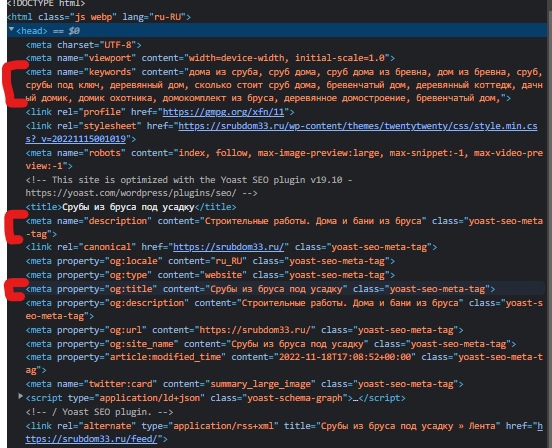 <!DOCTYPE html>
<html class="js webp" lang="ru-RU">
<head> == $0
<meta charset="UTF-8">
<meta name="viewport" content="width=device-width, initial-scale=1.0">
<meta name="keywords" content="дома из сруба, сруб дома, сруб дома из бревна, дом из бревна, сруб,
срубы под ключ, деревянный дом, сколько стоит сруб дома, бревенчатый дом, деревянный коттедж, дач
ный домик, домик охотника, домокомплект из бруса, деревянное домостроение, бревенчатый дом,">
<link rel="profile" href="https://gmpg.org/xfn/11">
<link rel="stylesheet" href="https://srubdom33.ru/wp-content/themes/twentytwenty/css/style.min.cs
s?_v=20221115001019">
<meta name="robots" content="index, follow, max-image-preview:large, max-snippet:-1, max-video-pre
view:-1">
<!-- This site is optimized with the Yoast SEO plugin v19.10 -
https://yoast.com/wordpress/plugins/seo/ -->
<title>Срубы из бруса под усадку</title>
<meta name="description" content="Строительные работы. Дома и бани из бруса" class="yoast-seo-meta
-tag">
<link rel="canonical" href="https://srubdom33.ru/" class="yoast-seo-meta-tag">
<meta property="og:locale" content="ru_RU" class="yoast-seo-meta-tag">
<meta property="og:type" content="website" class="yoast-seo-meta-tag">
<meta property="og:title" content="Срубы из бруса под усадку" class="yoast-seo-meta-tag">
<meta property="og:description" content="Строительные работы. Дома и бани из бруса" class="yoast-s
eo-meta-tag">
<meta property="og:url" content="https://srubdom33.ru/" class="yoast-seo-meta-tag">
<meta property="og:site_name" content="Срубы из бруса под усадку" class="yoast-seo-meta-tag">
<meta property="article:modified_time" content="2022-11-18T17:08:52+00:00" class="yoast-seo-meta-t
ag">
<meta name="twitter:card" content="summary_large_image" class="yoast-seo-meta-tag">
<script type="application/ld+json" class="yoast-schema-graph">…</script>
<!-- / Yoast SEO plugin. -->
<link rel="alternate" type="application/rss+xml" title="Срубы из бруса под усадку » Лента" href="h
ttps://srubdom33.ru/feed/">